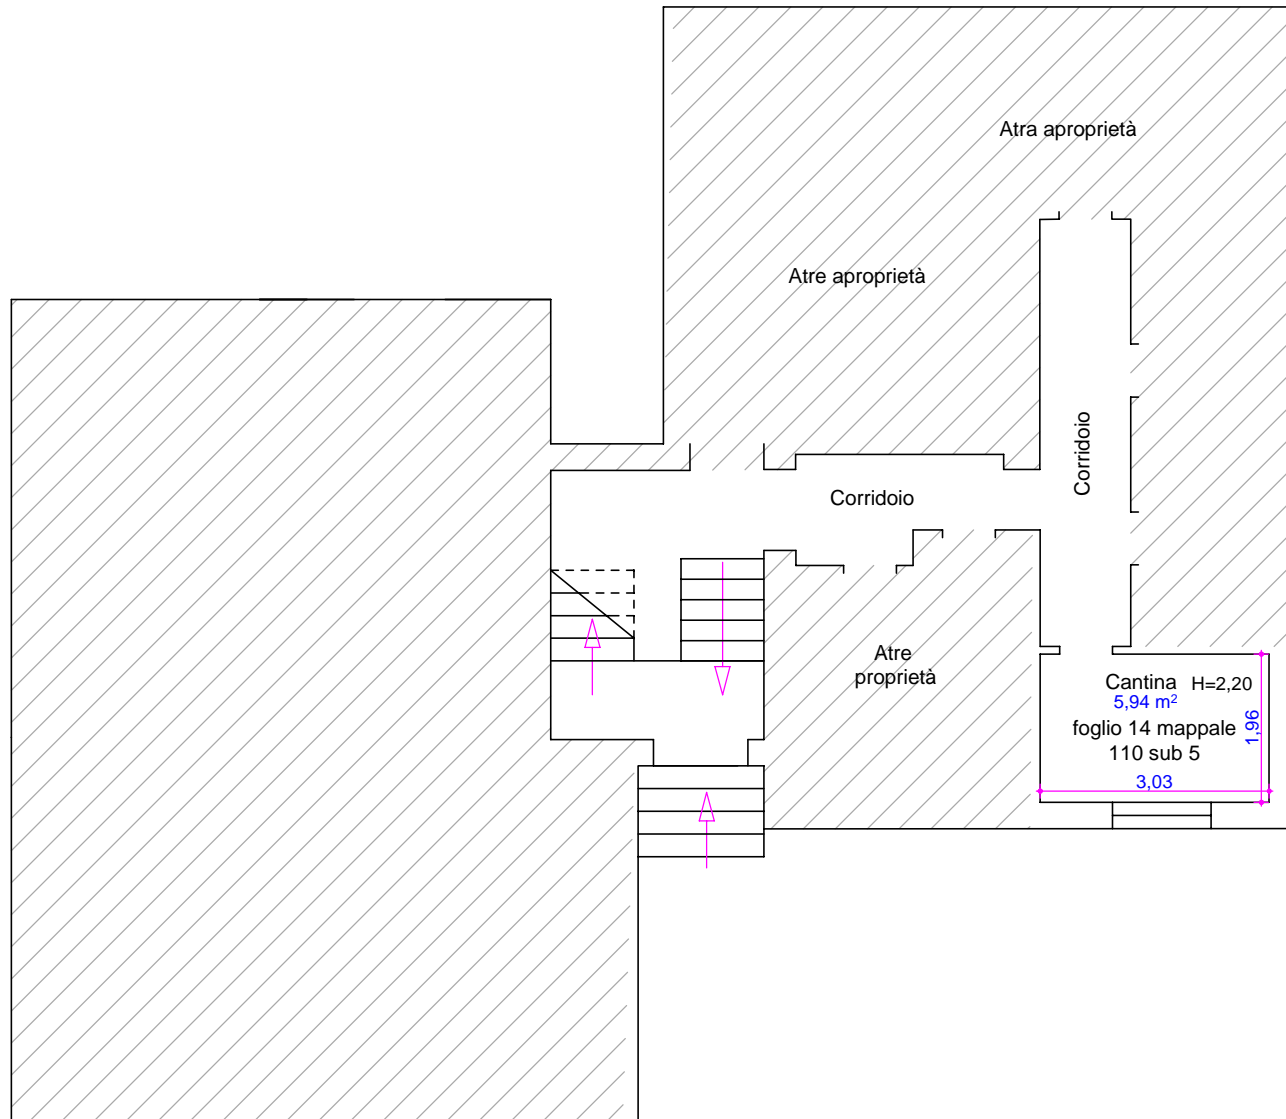 Atra aproprietà
Atre aproprietà
Corridoio
Corridoio
Atre
proprietà
Cantina H=2,20
5,94 m²
1,96
foglio 14 mappale
110 sub 5
3,03